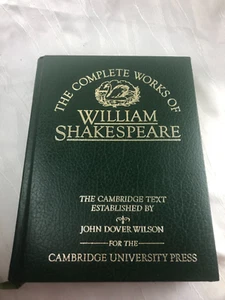 THE COMPLETE WORKS OF
WILLIAM
SHAKESPEARE
THE CAMBRIDGE TEXT
ESTABLISHED BY
JOHN DOVER WILSON
FOR THE
CAMBRIDGE UNIVERSITY PRESS